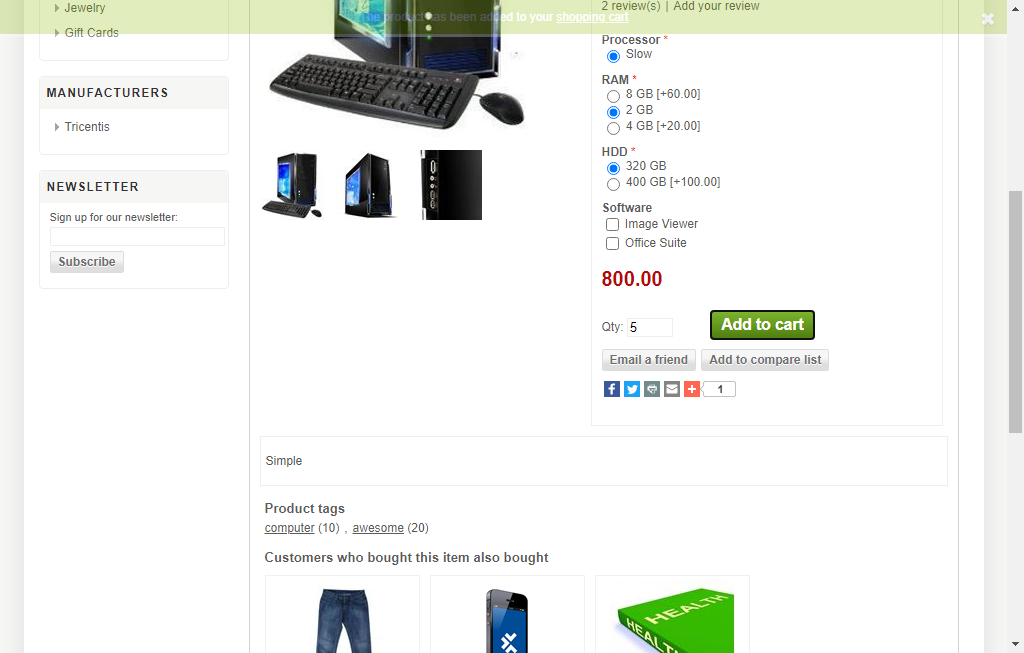 The product has been added to your shopping cart
Jewelry
Gift Cards
MANUFACTURERS
Tricentis
NEWSLETTER
Sign up for our newsletter:
Subscribe
2 review(s) | Add your review
Processor *
Slow
RAM *
8 GB [+60.00]
2 GB
4 GB [+20.00]
HDD *
320 GB
400 GB [+100.00]
Software
Image Viewer
Office Suite
800.00
Qty: 5 Add to cart
Email a friend Add to compare list
1
Simple
Product tags
computer (10) , awesome (20)
Customers who bought this item also bought
HEALTH
HEALTH